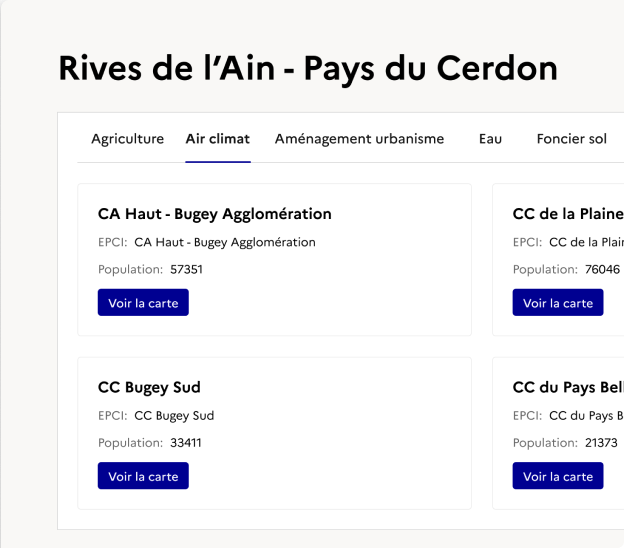 Rives de l'Ain - Pays du Cerdon
Agriculture Air climat Aménagement urbanisme Eau Foncier sol
CA Haut - Bugey Agglomération
EPCI: CA Haut - Bugey Agglomération
Population: 57351
Voir la carte
CC de la Plaine
EPCI: CC de la Plain
Population: 76046
Voir la carte
CC Bugey Sud
EPCI: CC Bugey Sud
Population: 33411
Voir la carte
CC du Pays Bell
EPCI: CC du Pays B
Population: 21373
Voir la carte